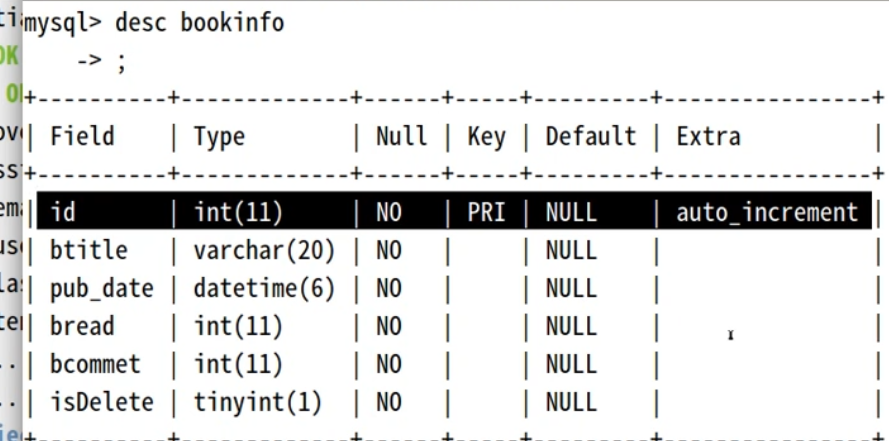 mysql> desc bookinfo
-> ;
+----------+-------------+------+-----+---------+----------------+
| Field | Type | Null | Key | Default | Extra |
+----------+-------------+------+-----+---------+----------------+
| id | int(11) | NO | PRI | NULL | auto_increment |
| btitle | varchar(20) | NO | | NULL | |
| pub_date | datetime(6) | NO | | NULL | |
| bread | int(11) | NO | | NULL | |
| bcommet | int(11) | NO | | NULL | |
| isDelete | tinyint(1) | NO | | NULL | |
+----------+-------------+------+-----+---------+----------------+